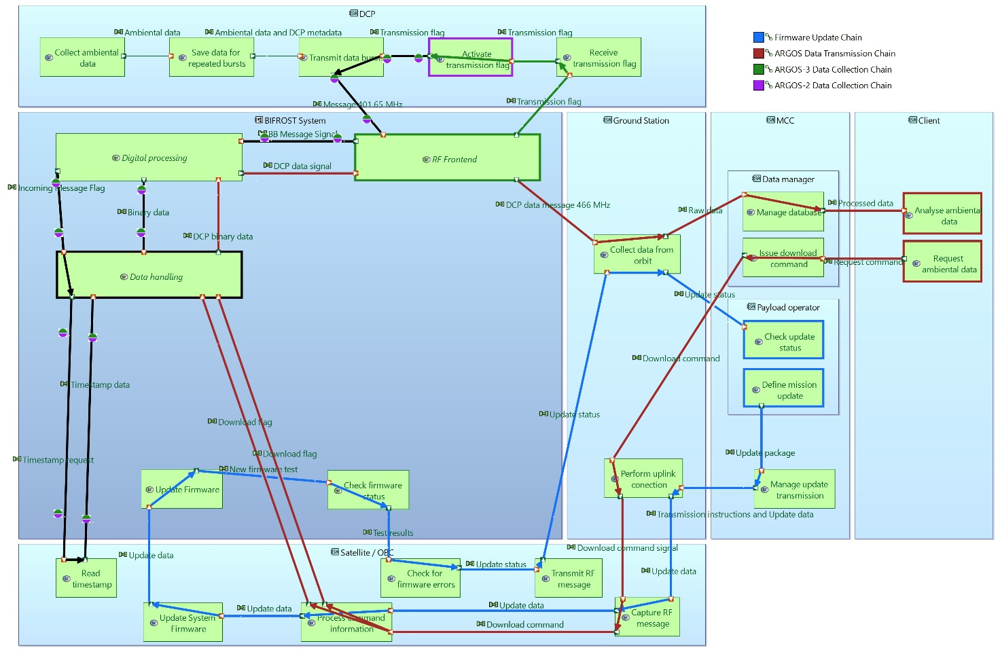 DCP
Ambiental data
Ambiental data and DCP metadata
Transmission flag
Transmission flag
Collect ambiental
data
Save data for
repeated bursts
Transmit data bursts
Activate
transmission flag
Receive
transmission flag
Message 401.65 MHz
Transmission flag
Firmware Update Chain
ARGOS Data Transmission Chain
ARGOS-3 Data Collection Chain
ARGOS-2 Data Collection Chain
BIFROST System
Ground Station
MCC
Client
BB Message Signal
Digital processing
RF Frontend
DCP data signal
Incoming Message Flag
Binary data
DCP binary data
Data handling
DCP data message 466 MHz
Raw data
Collect data from
orbit
Data manager
Manage database
Processed data
Analyse ambiental
data
Issue download
command
Request command
Request
ambiental data
Update status
Payload operator
Check update
status
Define mission
update
Download command
Timestamp data
Download flag
Update status
Timestamp request
Download flag
Update package
New firmware test
Update Firmware
Check firmware
status
Perform uplink
conection
Manage update
transmission
Test results
Transmission instructions and Update data
Satellite / OBC
Download command signal
Read
timestamp
Update data
Check for
firmware errors
Update status
Transmit RF
message
Update data
Update System
Firmware
Update data
Process command
information
Update data
Download command
Capture RF
message